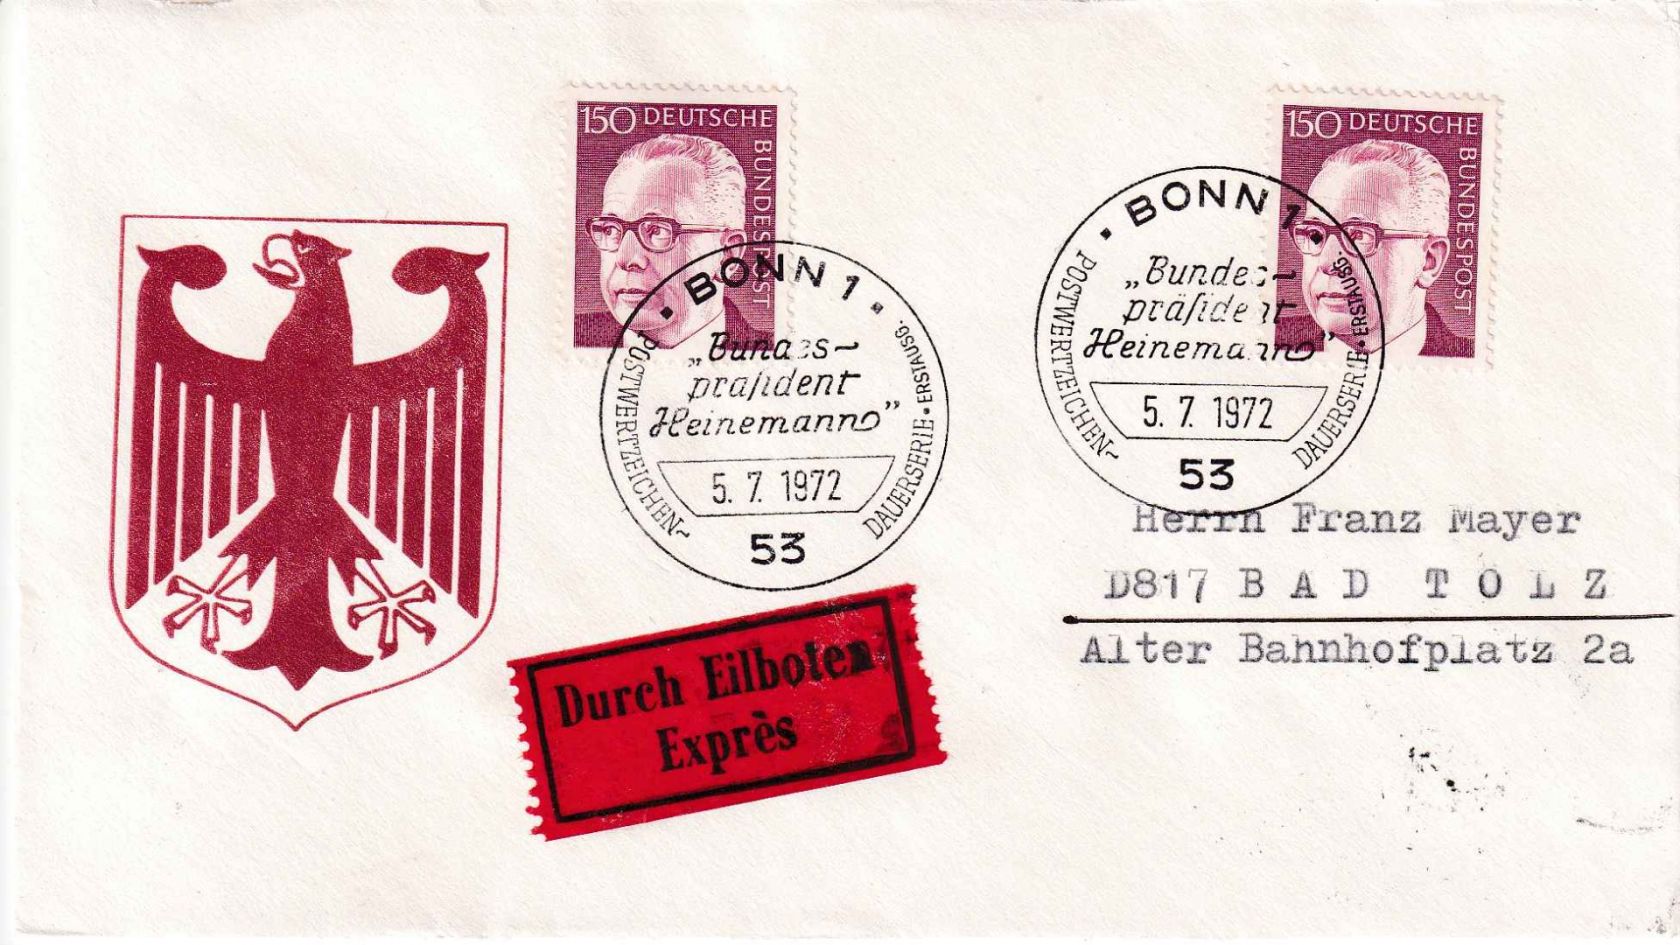 150 DEUTSCHE
BUNDESPOST
150 DEUTSCHE
BUNDESPOST
BONN 1
„Bundes-
präsident
Heinemann”
5. 7. 1972
53
POSTWERTZEICHEN-
DAUERSERIE • ERSTAUSG.
BONN 1
„Bundes-
präsident
Heinemann”
5. 7. 1972
53
POSTWERTZEICHEN-
DAUERSERIE • ERSTAUSG.
Herrn Franz Mayer
D817 BAD TOLZ
Alter Bahnhofplatz 2a
Durch Eilboten
Exprès